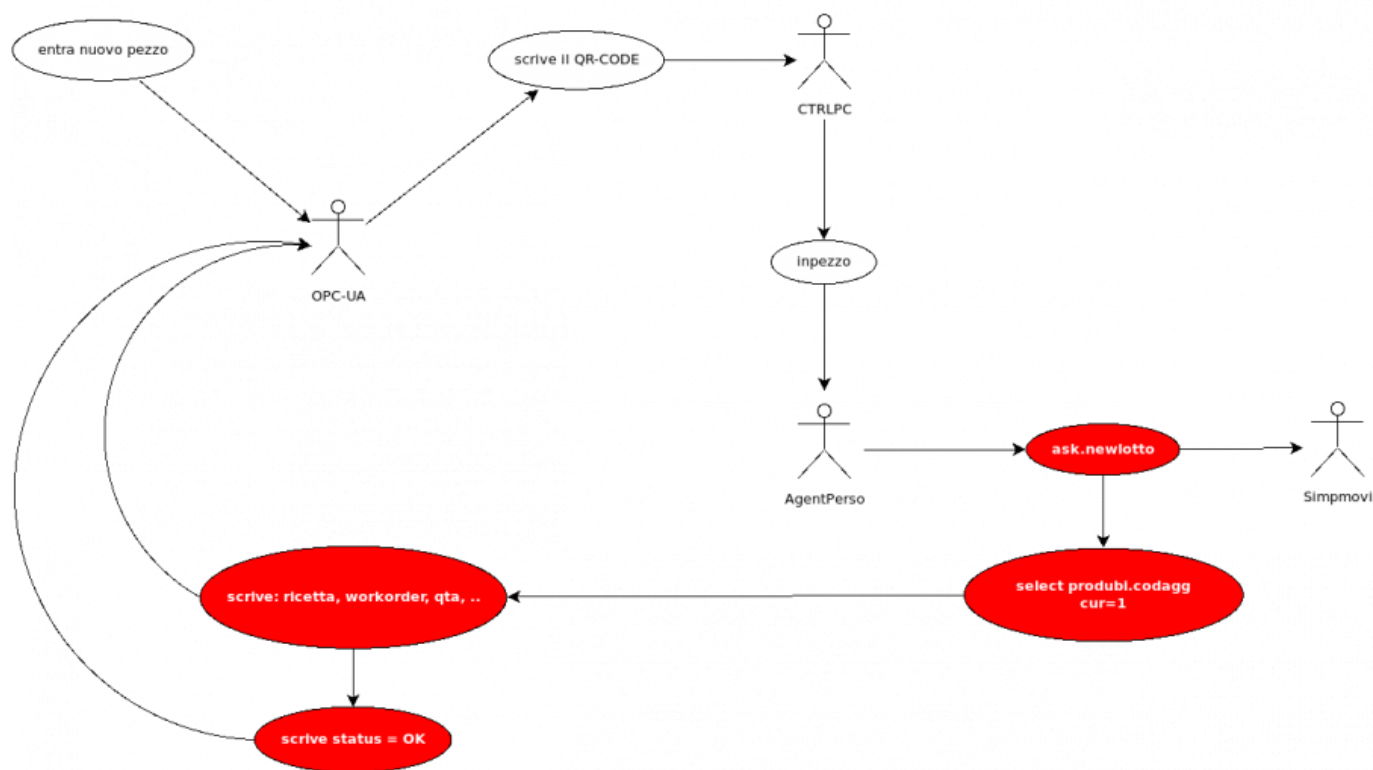 entra nuovo pezzo
scrive il QR-CODE
CTRLPC
OPC-UA
inpezzo
AgentPerso
ask.newlotto
Simpmovi
scrive: ricetta, workorder, qta, ..
select produbi.codagg
cur=1
scrive status = OK